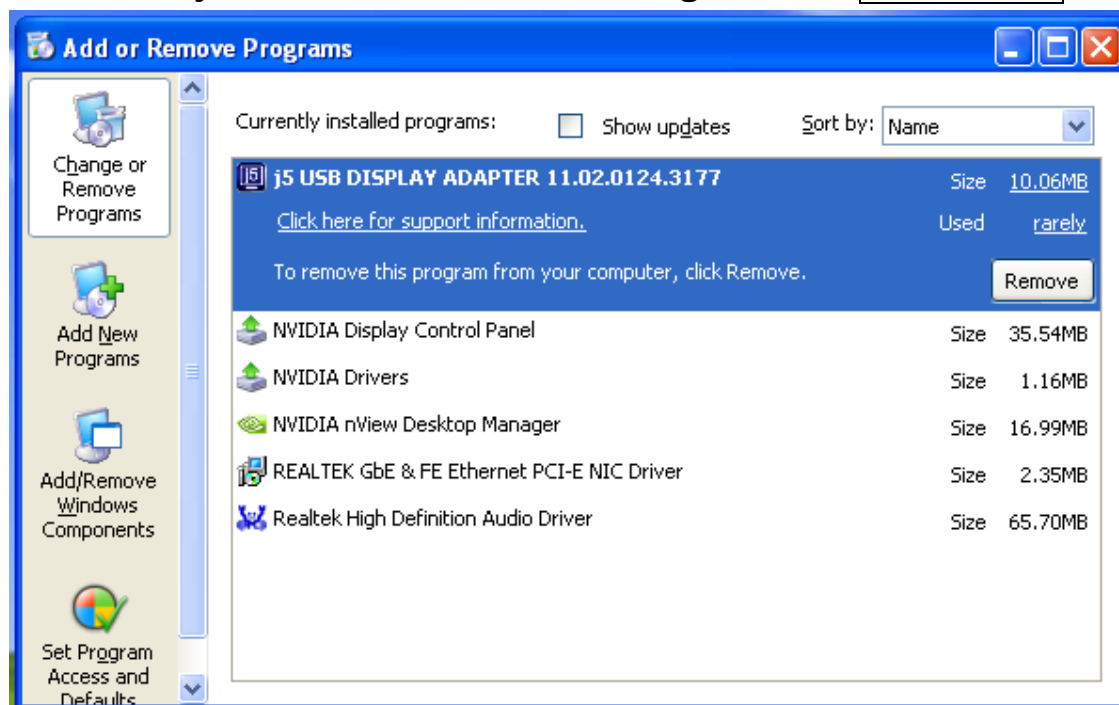 Add or Remove Programs
Change or
Remove
Programs
Add New
Programs
Add/Remove
Windows
Components
Set Program
Access and
Defaults
Currently installed programs:
Show updates
Sort by: Name
j5 USB DISPLAY ADAPTER 11.02.0124.3177 Size 10.06MB
Click here for support information. Used rarely
To remove this program from your computer, click Remove. Remove
NVIDIA Display Control Panel Size 35.54MB
NVIDIA Drivers Size 1.16MB
NVIDIA nView Desktop Manager Size 16.99MB
REALTEK GbE & FE Ethernet PCI-E NIC Driver Size 2.35MB
Realtek High Definition Audio Driver Size 65.70MB